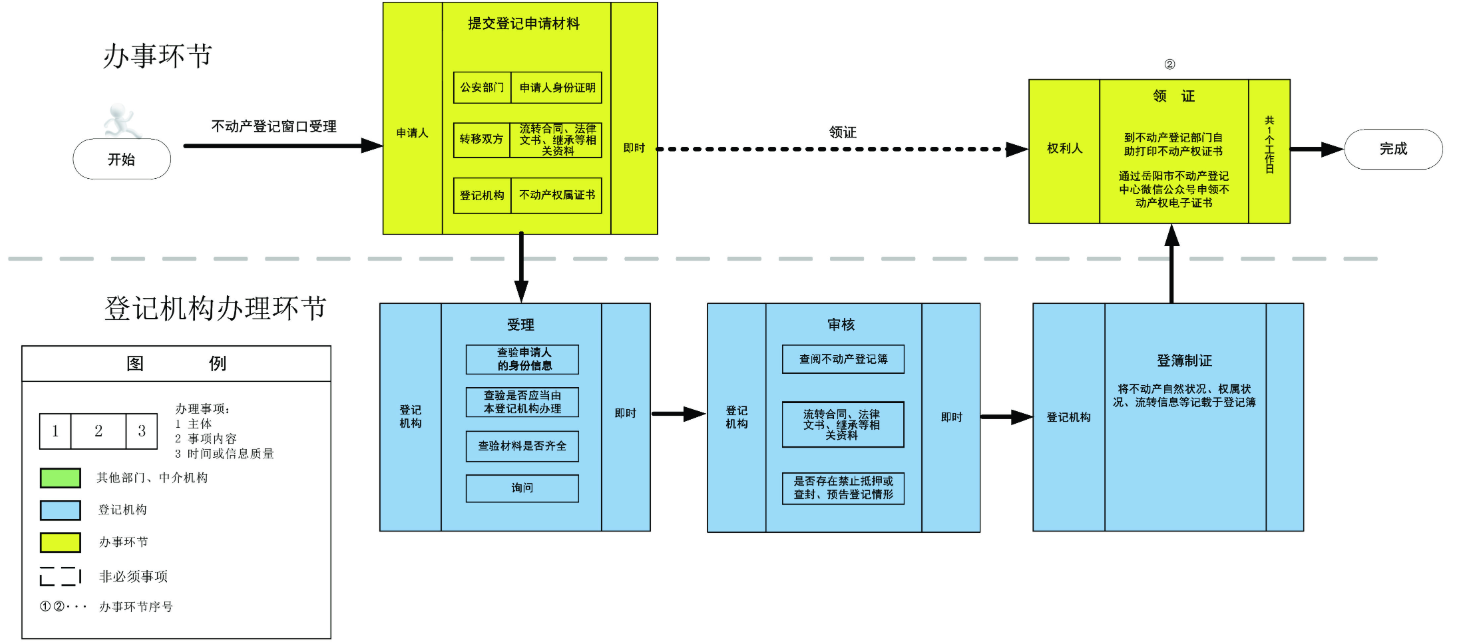 办事环节
开始
不动产登记窗口受理
申请人
提交登记申请材料
公安部门
申请人身份证明
转移双方
流转合同、法律
文书、继承等相
关资料
登记机构
不动产权属证书
即时
领证
②
权利人
领 证
到不动产登记部门自
助打印不动产权证书
通过岳阳市不动产登记
中心微信公众号申领不
动产权电子证书
共1个工作日
完成
登记机构办理环节
登记
机构
受理
查验申请人
的身份信息
查验是否应当由
本登记机构办理
查验材料是否齐全
询问
即时
登记
机构
审核
查阅不动产登记簿
流转合同、法律
文书、继承等相
关资料
是否存在禁止抵押或
查封、预告登记情形
即时
登记机构
登簿制证
将不动产自然状况、权属状
况、流转信息等记载于登记簿
图 例
1 2 3
办理事项:
1 主体
2 事项内容
3 时间或信息质量
其他部门、中介机构
登记机构
办事环节
非必须事项
①②··· 办事环节序号